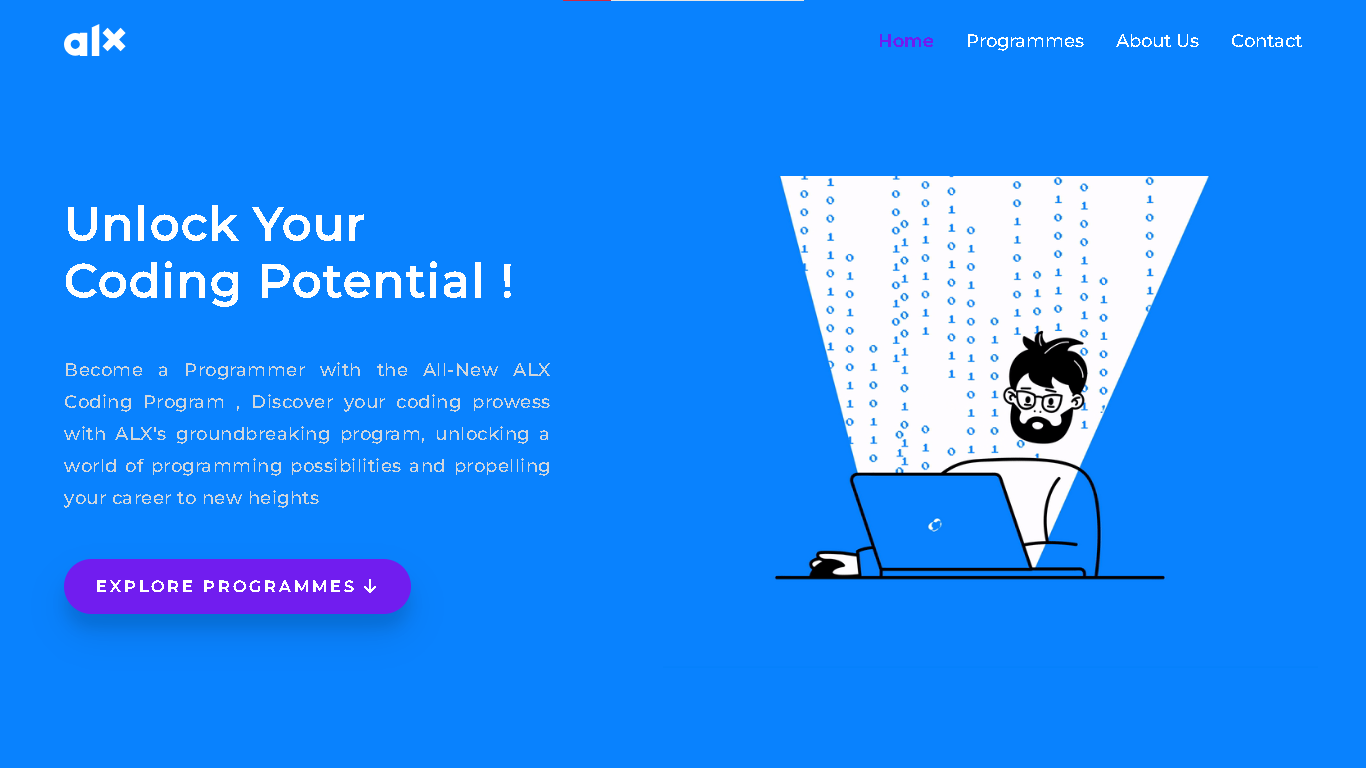 alx
Home Programmes About Us Contact
Unlock Your
Coding Potential !
Become a Programmer with the All-New ALX
Coding Program , Discover your coding prowess
with ALX's groundbreaking program, unlocking a
world of programming possibilities and propelling
your career to new heights
EXPLORE PROGRAMMES ↓